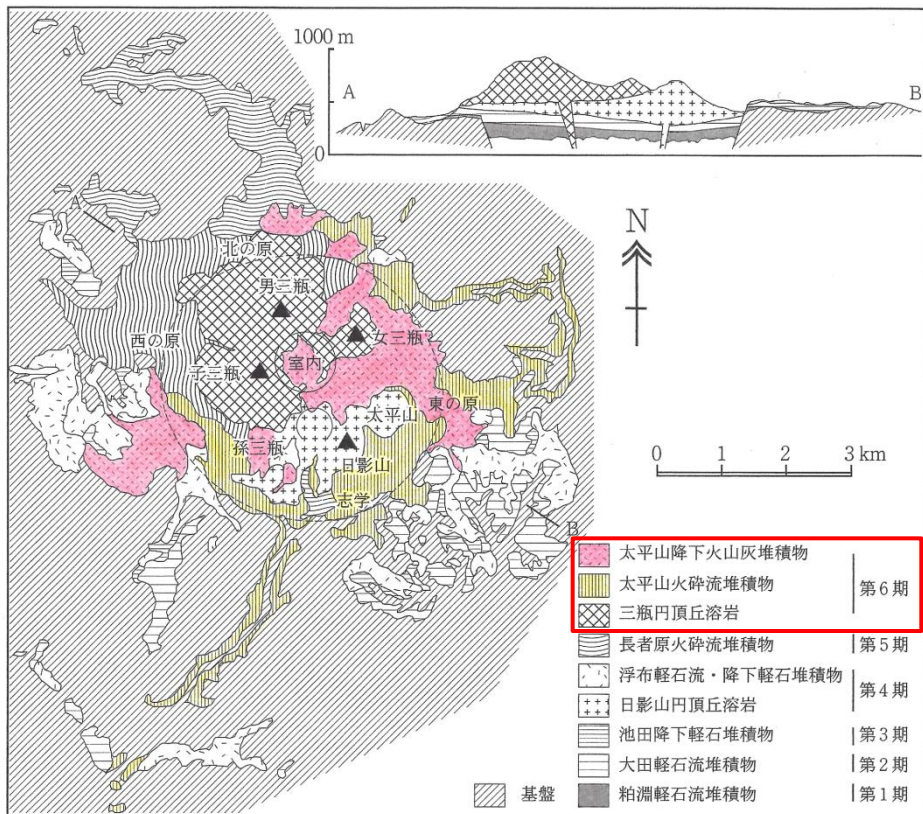 1000 m
A
B
0
N
A
北の原
男三瓶
女三瓶
西の原
室内
子三瓶
東の原
太平山
孫三瓶
日影山
志学
B
0 1 2 3 km
太平山降下火山灰堆積物
太平山火砕流堆積物 第6期
三瓶円頂丘溶岩
長者原火砕流堆積物 第5期
浮布軽石流・降下軽石堆積物 第4期
日影山円頂丘溶岩
池田降下軽石堆積物 第3期
大田軽石流堆積物 第2期
基盤 粕淵軽石流堆積物 第1期